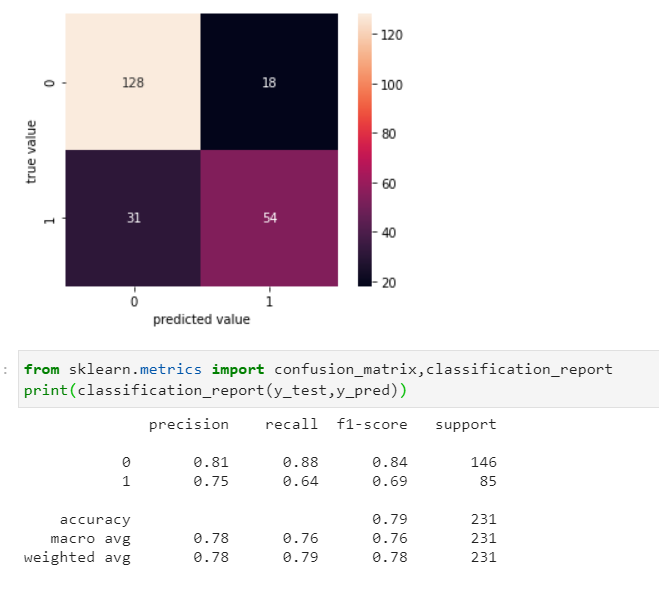 120
0
128
18
100
true value
80
60
1
31
54
40
20
0
1
predicted value
: from sklearn.metrics import confusion_matrix,classification_report
print(classification_report(y_test,y_pred))
precision recall f1-score support
0 0.81 0.88 0.84 146
1 0.75 0.64 0.69 85
accuracy 0.79 231
macro avg 0.78 0.76 0.76 231
weighted avg 0.78 0.79 0.78 231